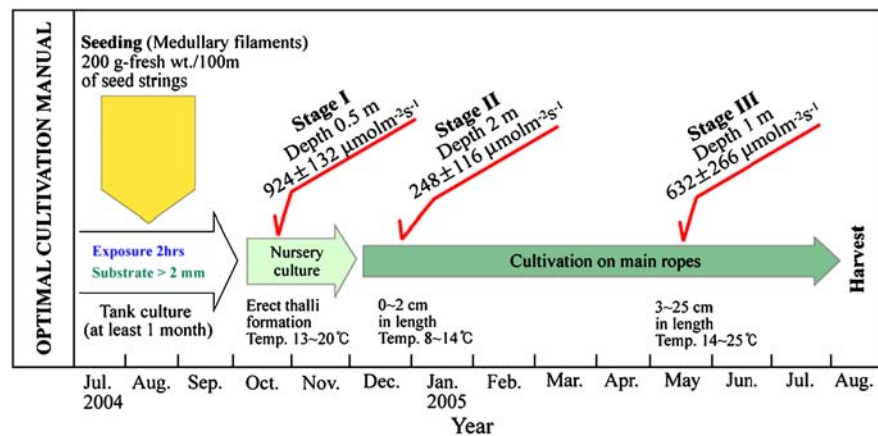 OPTIMAL CULTIVATION MANUAL
Seeding (Medullary filaments)
200 g-fresh wt./100m
of seed strings
Stage I
Depth 0.5 m
924±132 μmolm⁻²s⁻¹
Stage II
Depth 2 m
248±116 μmolm⁻²s⁻¹
Stage III
Depth 1 m
632±266 μmolm⁻²s⁻¹
Exposure 2hrs
Substrate > 2 mm
Nursery
culture
Cultivation on main ropes
Harvest
Tank culture
(at least 1 month)
Erect thalli
formation
Temp. 13~20℃
0~2 cm
in length
Temp. 8~14℃
3~25 cm
in length
Temp. 14~25℃
Jul. Aug. Sep. Oct. Nov. Dec. Jan. Feb. Mar. Apr. May Jun. Jul. Aug.
2004 2005
Year